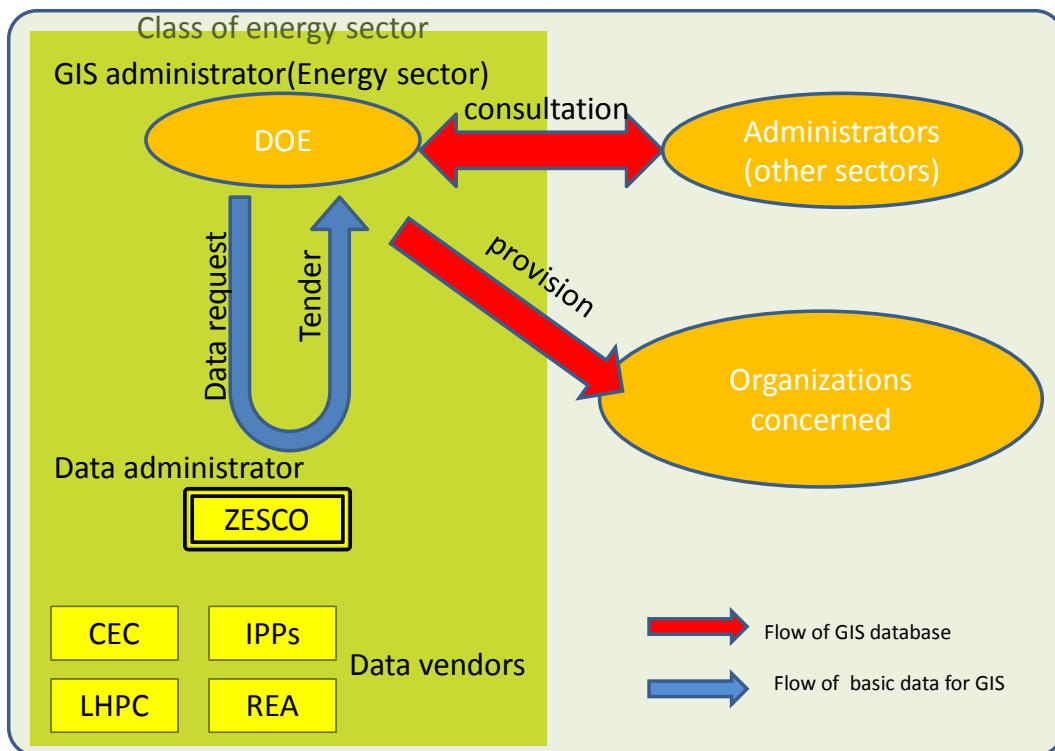 Class of energy sector
GIS administrator(Energy sector)
DOE
consultation
Administrators
(other sectors)
Data request
Tender
provision
Organizations
concerned
Data administrator
ZESCO
CEC
IPPs
Data vendors
LHPC
REA
Flow of GIS database
Flow of basic data for GIS